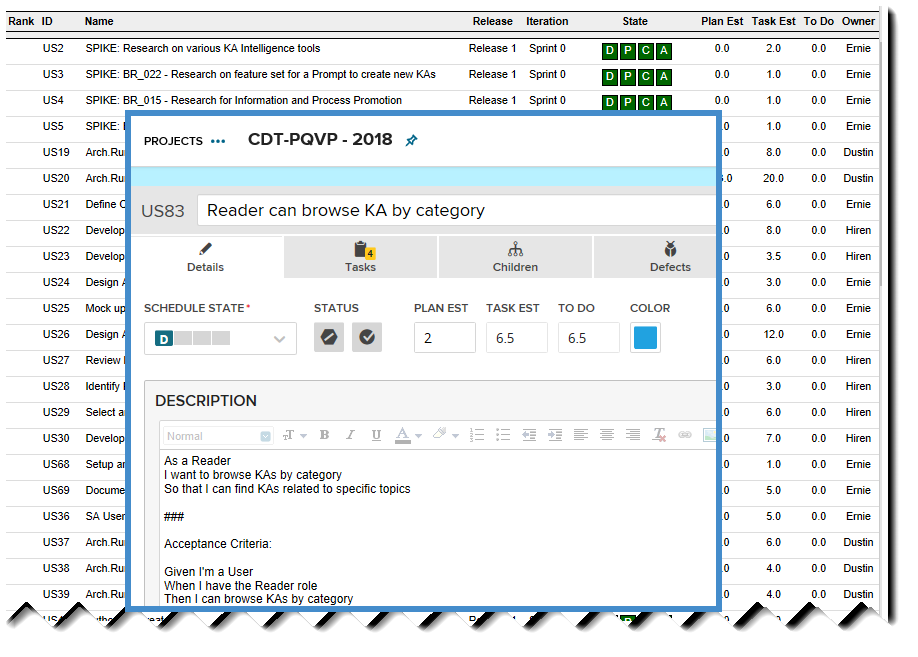 Rank ID Name Release Iteration State Plan Est Task Est To Do Owner
US2 SPIKE: Research on various KA Intelligence tools Release 1 Sprint 0 D P C A 0.0 2.0 0.0 Ernie
US3 SPIKE: BR_022 - Research on feature set for a Prompt to create new KAs Release 1 Sprint 0 D P C A 0.0 1.0 0.0 Ernie
US4 SPIKE: BR_015 - Research for Information and Process Promotion Release 1 Sprint 0 D P C A 0.0 1.0 0.0 Ernie
US5 SPIKE: .0 1.0 0.0 Ernie
US19 Arch.Ru .0 8.0 0.0 Dustin
US20 Arch.Ru .0 20.0 0.0 Dustin
US21 Define .0 6.0 0.0 Ernie
US22 Develop .0 8.0 0.0 Hiren
US23 Develop .0 3.5 0.0 Hiren
US24 Design .0 3.0 0.0 Ernie
US25 Mock up .0 6.0 0.0 Ernie
US26 Design .0 12.0 0.0 Ernie
US27 Review .0 6.0 0.0 Hiren
US28 Identify .0 3.0 0.0 Hiren
US29 Select .0 6.0 0.0 Hiren
US30 Develop .0 7.0 0.0 Hiren
US68 Setup .0 1.0 0.0 Ernie
US69 Docume .0 5.0 0.0 Ernie
US36 SA User .0 5.0 0.0 Ernie
US37 Arch.Ru .0 6.0 0.0 Dustin
US38 Arch.Ru .0 4.0 0.0 Dustin
US39 Arch.Ru .0 4.0 0.0 Dustin
PROJECTS ••• CDT-PQVP - 2018
US83 Reader can browse KA by category
Details 4 Tasks Children Defects
SCHEDULE STATE* STATUS PLAN EST TASK EST TO DO COLOR
D 2 6.5 6.5
DESCRIPTION
Normal тT B I U A
As a Reader
I want to browse KAs by category
So that I can find KAs related to specific topics
###
Acceptance Criteria:
Given I'm a User
When I have the Reader role
Then I can browse KAs by category